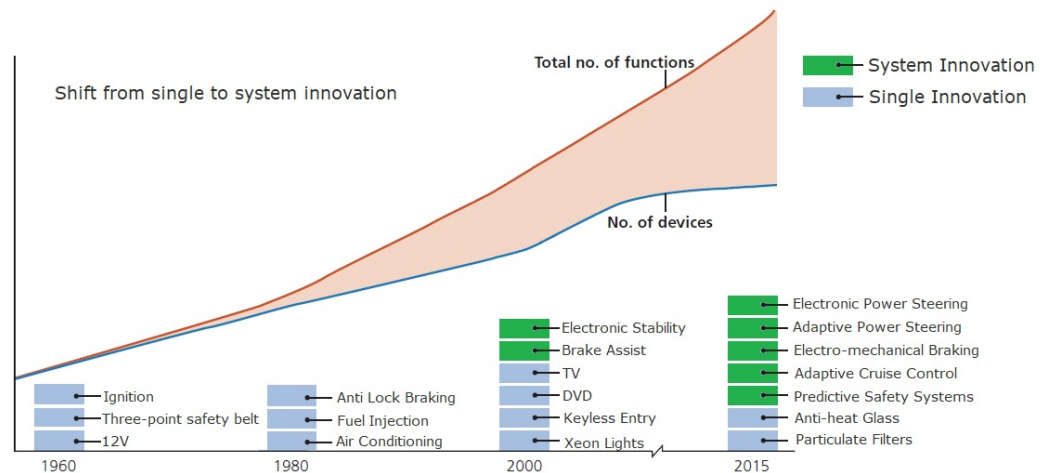 Total no. of functions
System Innovation
Shift from single to system innovation
Single Innovation
No. of devices
Electronic Stability
Brake Assist
TV
DVD
Keyless Entry
Xeon Lights
Electronic Power Steering
Adaptive Power Steering
Electro-mechanical Braking
Adaptive Cruise Control
Predictive Safety Systems
Anti-heat Glass
Particulate Filters
Ignition
Three-point safety belt
12V
Anti Lock Braking
Fuel Injection
Air Conditioning
1960
1980
2000
2015